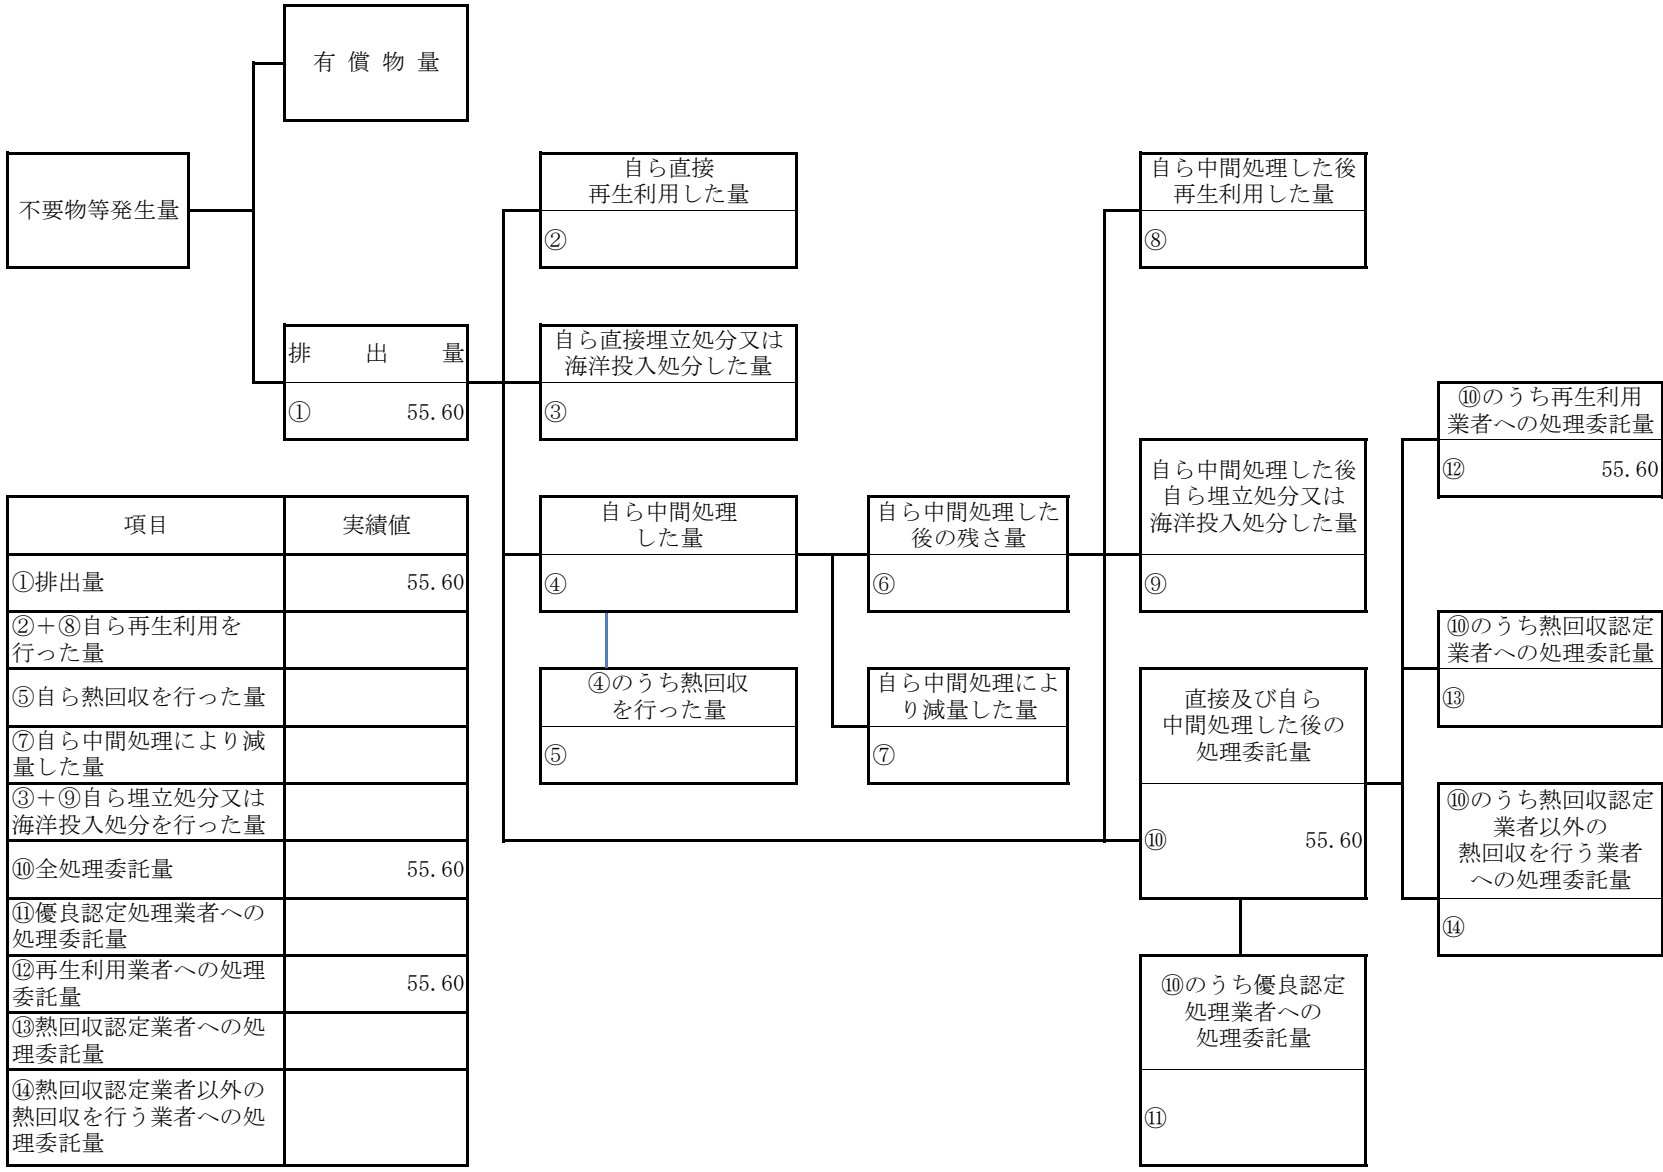 有償物量
不要物等発生量
排出量
① 55.60
自ら直接
再生利用した量
②
自ら直接埋立処分又は
海洋投入処分した量
③
自ら中間処理
した量
④
④のうち熱回収
を行った量
⑤
自ら中間処理した
後の残さ量
⑥
自ら中間処理によ
り減量した量
⑦
自ら中間処理した後
再生利用した量
⑧
自ら中間処理した後
自ら埋立処分又は
海洋投入処分した量
⑨
直接及び自ら
中間処理した後の
処理委託量
⑩ 55.60
⑩のうち優良認定
処理業者への
処理委託量
⑪
⑩のうち再生利用
業者への処理委託量
⑫ 55.60
⑩のうち熱回収認定
業者への処理委託量
⑬
⑩のうち熱回収認定
業者以外の
熱回収を行う業者
への処理委託量
⑭
項目 実績値
①排出量 55.60
②＋⑧自ら再生利用を
行った量
⑤自ら熱回収を行った量
⑦自ら中間処理により減
量した量
③＋⑨自ら埋立処分又は
海洋投入処分を行った量
⑩全処理委託量 55.60
⑪優良認定処理業者への
処理委託量
⑫再生利用業者への処理
委託量 55.60
⑬熱回収認定業者への処
理委託量
⑭熱回収認定業者以外の
熱回収を行う業者への処
理委託量